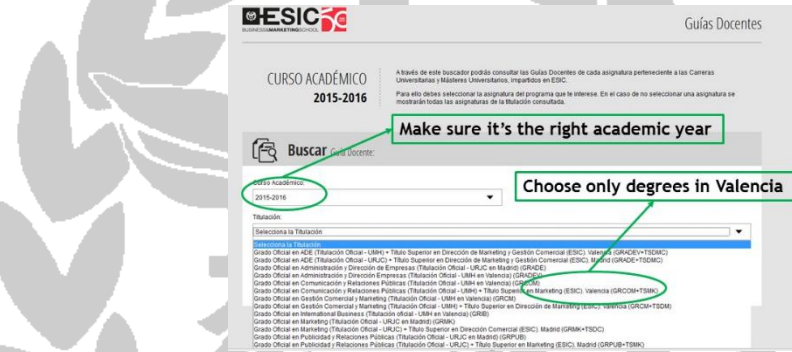 ESIC 50
BUSINESS&MARKETINGSCHOOL
Guías Docentes
CURSO ACADÉMICO
2015-2016
A través de este buscador podrás consultar las Guías Docentes de cada asignatura perteneciente a las Carreras
Universitarias y Másteres Universitarios, impartidos en ESIC.
Para ello debes seleccionar la asignatura del programa que te interese. En el caso de no seleccionar una asignatura se
mostrarán todas las asignaturas de la titulación consultada.
Make sure it's the right academic year
Buscar Guía Docente:
Curso Académico:
Choose only degrees in Valencia
2015-2016
Titulación:
Selecciona la Titulación
Selecciona la Titulación
Grado Oficial en ADE (Titulación Oficial - UMH) + Título Superior en Dirección de Marketing y Gestión Comercial (ESIC). Valencia (GRADEV+TSDMC)
Grado Oficial en ADE (Titulación Oficial - URJC) + Título Superior en Dirección de Marketing y Gestión Comercial (ESIC). Madrid (GRADE+TSDMC)
Grado Oficial en Administración y Dirección de Empresas (Titulación Oficial - URJC en Madrid) (GRADE)
Grado Oficial en Administración y Dirección Empresas (Titulación Oficial - UMH en Valencia) (GRADEV)
Grado Oficial en Comunicación y Relaciones Públicas (Titulación Oficial - UMH en Valencia) (GRCOM)
Grado Oficial en Comunicación y Relaciones Públicas (Titulación Oficial - UMH) + Título Superior en Marketing (ESIC). Valencia (GRCOM+TSMK)
Grado Oficial en Gestión Comercial y Marketing (Titulación Oficial - UMH en Valencia) (GRCM)
Grado Oficial en Gestión Comercial y Marketing (Titulación Oficial - UMH) + Título Superior en Dirección de Marketing (ESIC). Valencia (GRCM+TSDM)
Grado Oficial en International Business (Titulación oficial - UMH en Valencia) (GRIB)
Grado Oficial en Marketing (Titulación Oficial - URJC en Madrid) (GRMK)
Grado Oficial en Marketing (Titulación Oficial - URJC) + Título Superior en Dirección Comercial (ESIC). Madrid (GRMK+TSDC)
Grado Oficial en Publicidad y Relaciones Públicas (Titulación Oficial - URJC en Madrid) (GRPUB)
Grado Oficial en Publicidad y Relaciones Públicas (Titulación Oficial - URJC) + Título Superior en Marketing (ESIC). Madrid (GRPUB+TSMK)